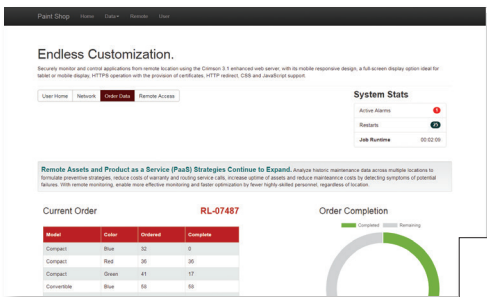 Paint Shop Home Data Remote User
Endless Customization.
Securely monitor and control applications from remote location using the Crimson 3.1 enhanced web server, with its mobile responsive design, a full-screen display option ideal for
tablet or mobile display, HTTPS operation with the provision of certificates, HTTP redirect, CSS and JavaScript support.
User Home Network Order Data Remote Access
System Stats
Active Alarms 1
Restarts 23
Job Runtime 00:02:09
Remote Assets and Product as a Service (PaaS) Strategies Continue to Expand. Analyze historic maintenance data across multiple locations to
formulate preventive strategies, reduce costs of warranty and routing service calls, increase uptime of assets and reduce maintenance costs by detecting symptoms of potential
failures. With remote monitoring, enable more effective monitoring and faster optimization by fewer highly-skilled personnel, regardless of location.
Current Order RL-07487
Order Completion
Completed Remaining
Model Color Ordered Complete
Compact Blue 32 0
Compact Red 26 26
Compact Green 41 17
Convertible Blue 58 58